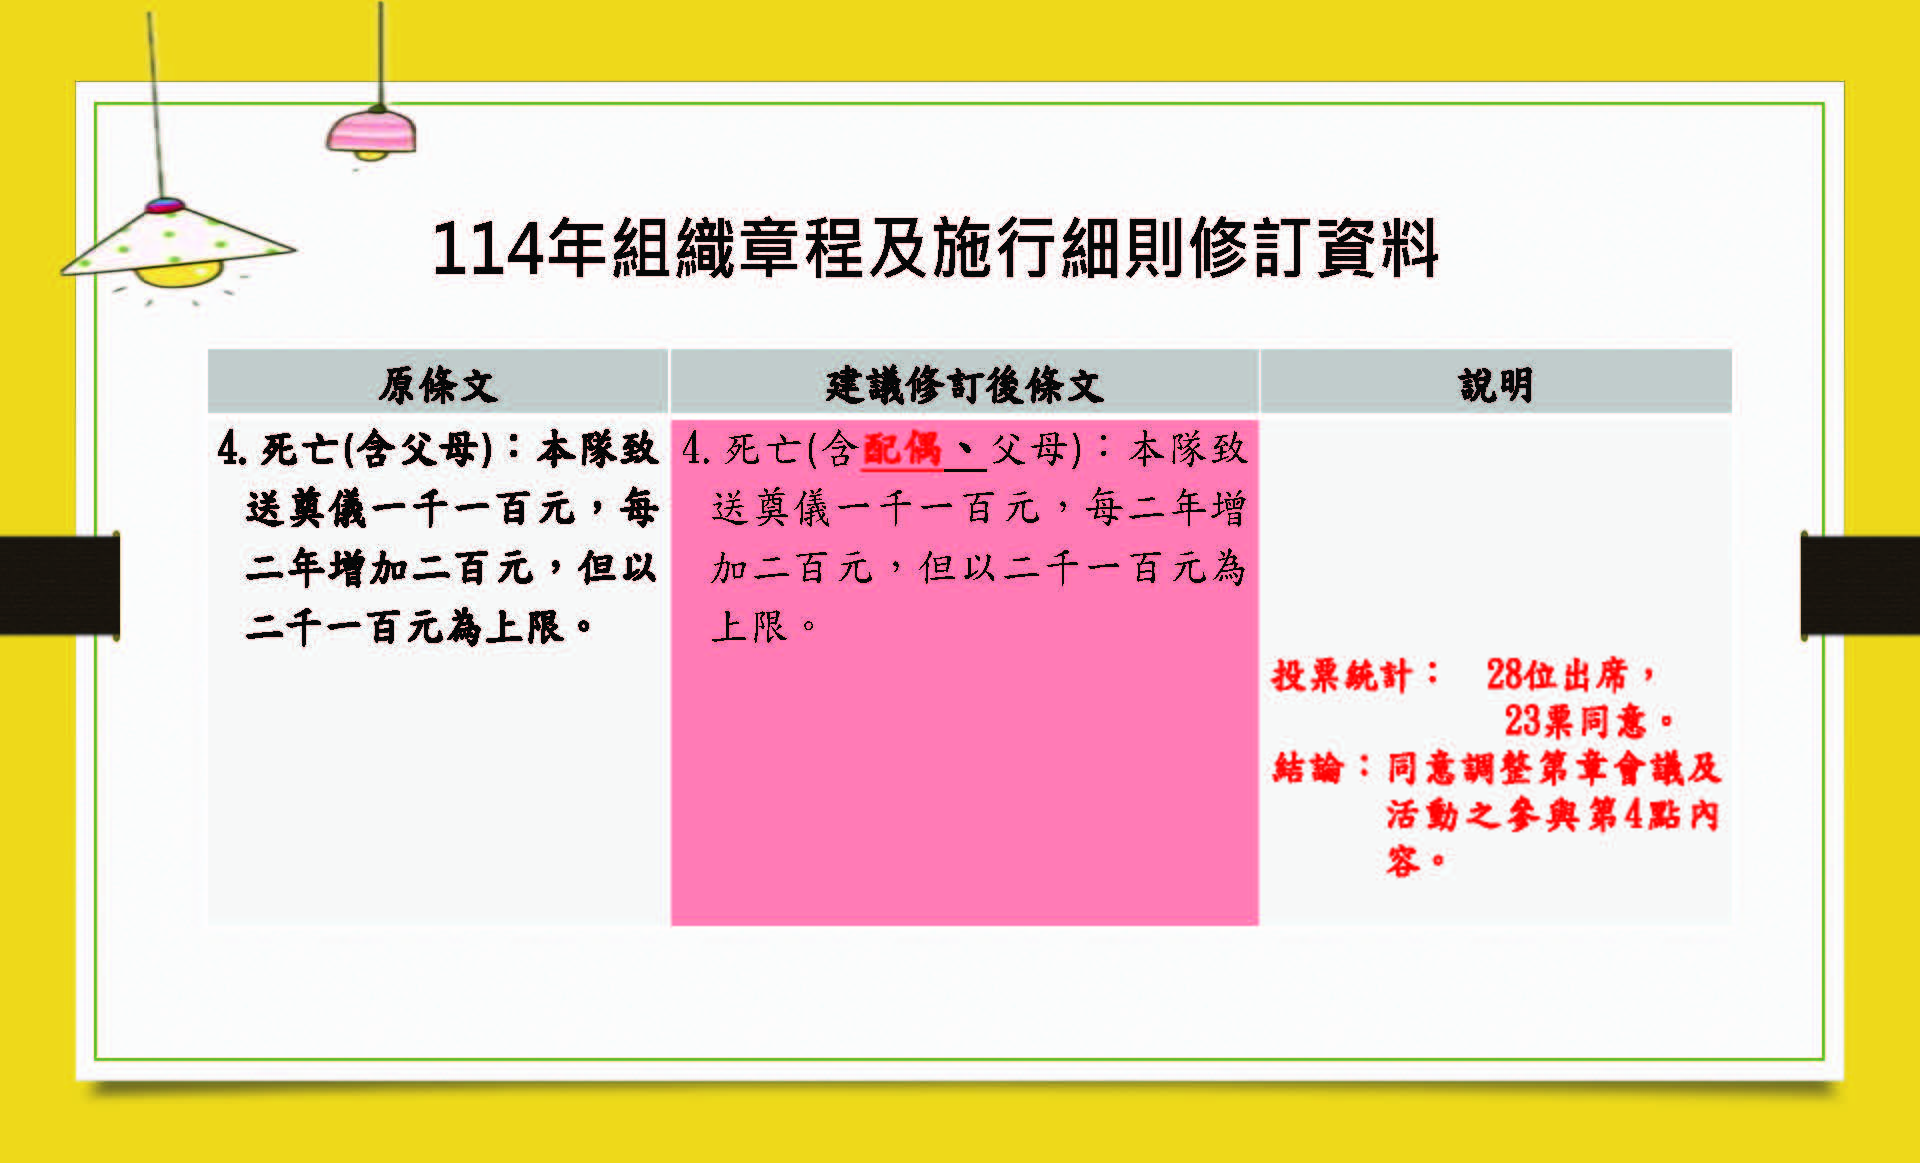 114年組織章程及施行細則修訂資料
原條文
建議修訂後條文
說明
4. 死亡(含父母)：本隊致
送奠儀一千一百元，每
二年增加二百元，但以
二千一百元為上限。
4. 死亡(含配偶、父母)：本隊致
送奠儀一千一百元，每二年增
加二百元，但以二千一百元為
上限。
投票統計： 28位出席，
23票同意。
結論：同意調整第章會議及
活動之參與第4點內
容。